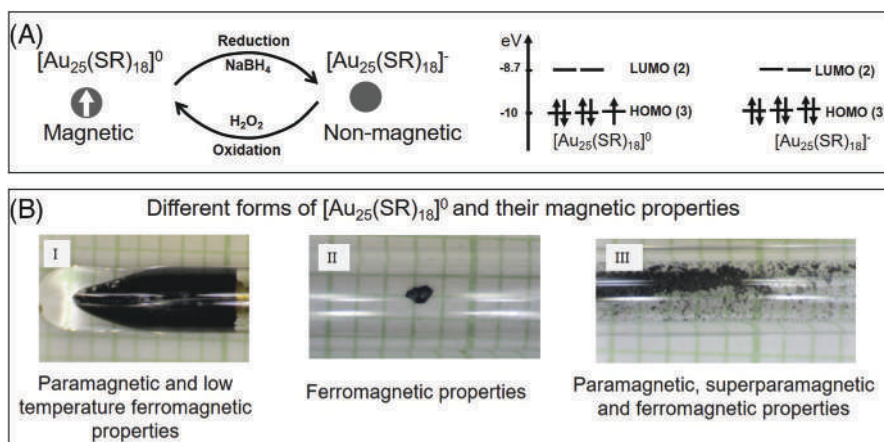 (A)
[Au₂₅(SR)₁₈]⁰
Magnetic
Reduction
NaBH₄
H₂O₂
Oxidation
[Au₂₅(SR)₁₈]⁻
Non-magnetic
eV
-8.7
-10
LUMO (2)
HOMO (3)
[Au₂₅(SR)₁₈]⁰
LUMO (2)
HOMO (3
[Au₂₅(SR)₁₈]⁻
(B)
Different forms of [Au₂₅(SR)₁₈]⁰ and their magnetic properties
I
Paramagnetic and low
temperature ferromagnetic
properties
II
Ferromagnetic properties
III
Paramagnetic, superparamagnetic
and ferromagnetic properties